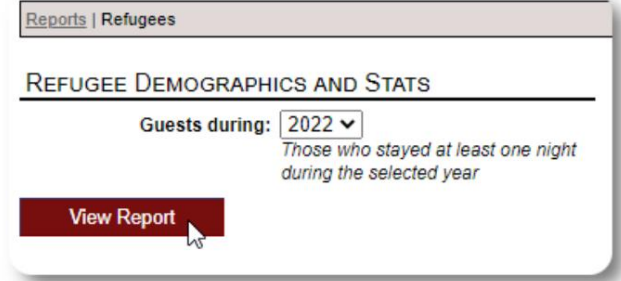 Reports | Refugees
REFUGEE DEMOGRAPHICS AND STATS
Guests during: 2022
Those who stayed at least one night
during the selected year
View Report